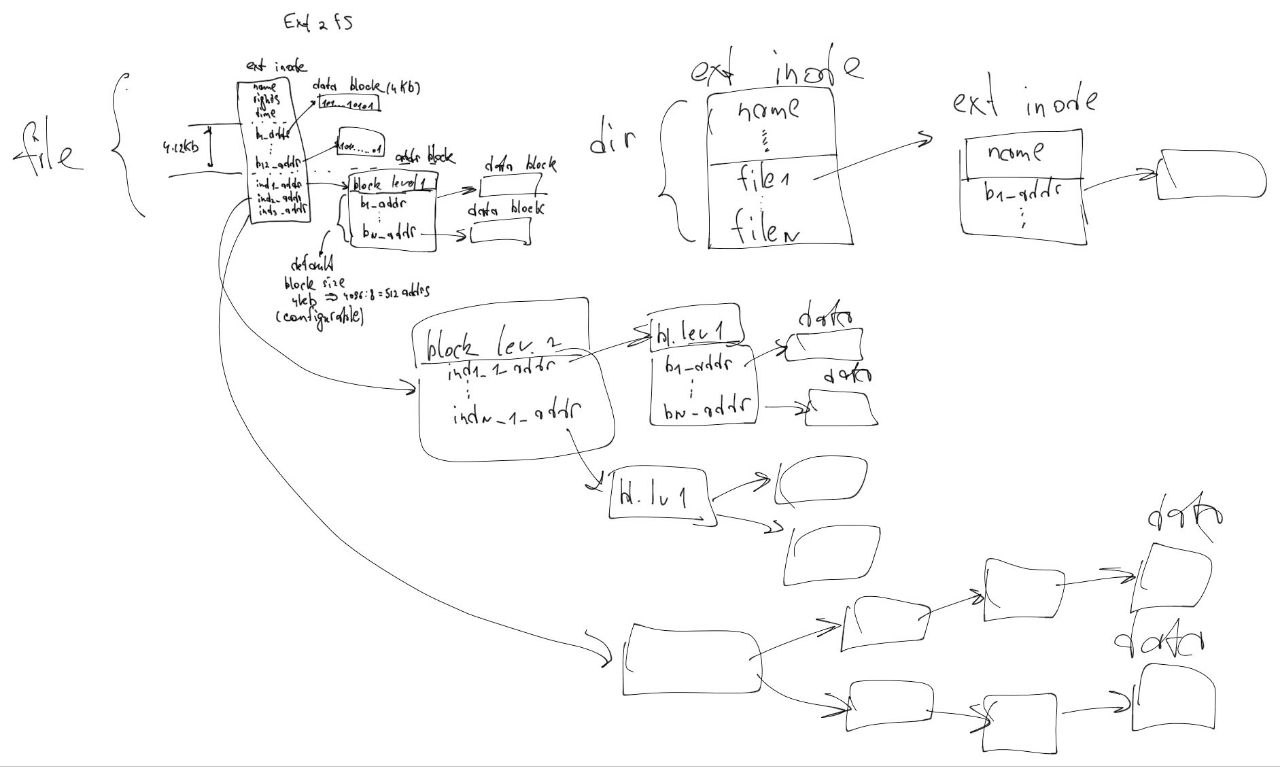 Ext 2 fS
file
ext inode
name
rights
time
b1_addr
⋮
b12_addr
ind1_addr
ind2_addr
ind3_addr
4·12Kb
data block (4Kb)
101...10101
100......01
addr block
block level 1
b1_addr
⋮
bN_addr
data block
data block
default
block size
4keb ⇒ 4096:8=512 addrs
(configurable)
dir
ext inode
name
⋮
file1
⋮
fileN
ext inode
name
b1_addr
⋮
block lev. 2
ind1_1_addr
⋮
indN_1_addr
bl. lev 1
b1_addr
⋮
bN_addr
data
data
bl. lv 1
data
data